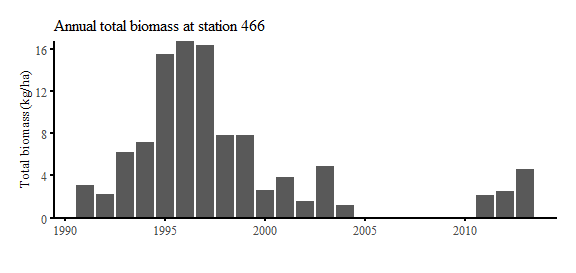 Annual total biomass at station 466
Total biomass (kg/ha)
16
12
8
4
0
1990 1995 2000 2005 2010